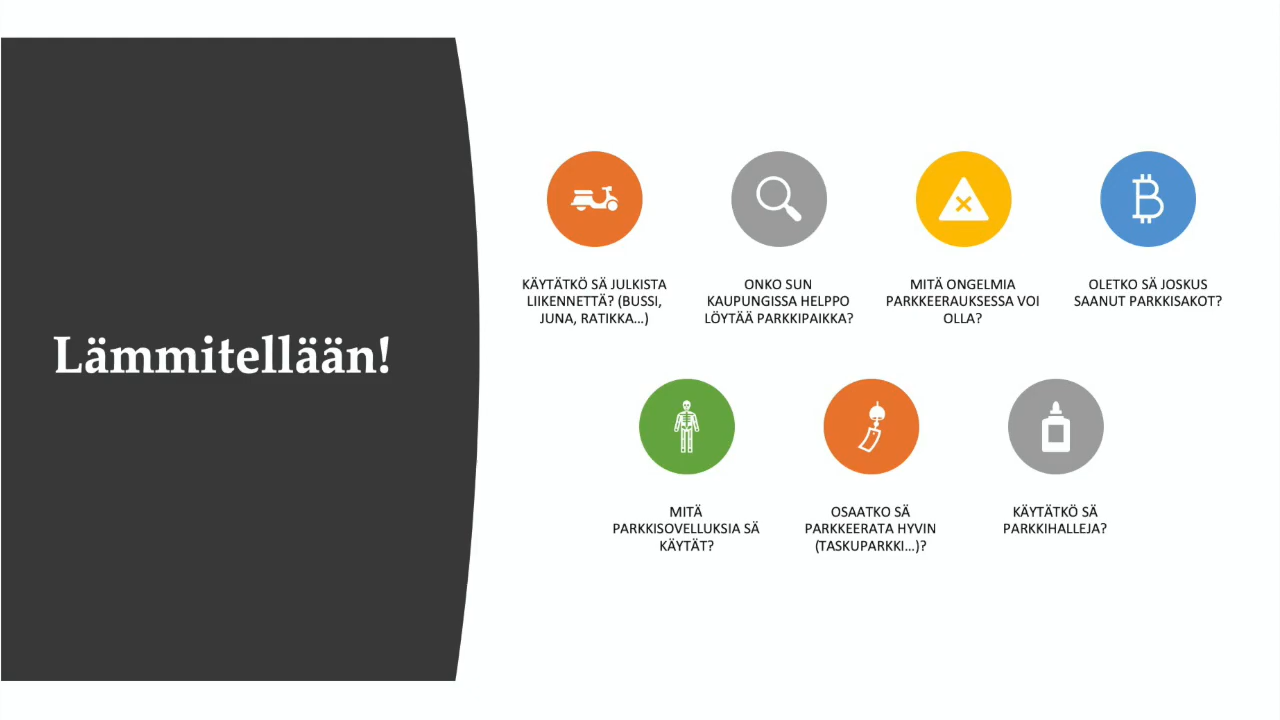 Lämmitellään!
KÄYTÄTKÖ SÄ JULKISTA
LIIKENNETTÄ? (BUSSI,
JUNA, RATIKKA…)
ONKO SUN
KAUPUNGISSA HELPPO
LÖYTÄÄ PARKKIPAIKKA?
MITÄ ONGELMIA
PARKKEERAUKSESSA VOI
OLLA?
OLETKO SÄ JOSKUS
SAANUT PARKKISAKOT?
MITÄ
PARKKISOVELLUKSIA SÄ
KÄYTÄT?
OSAATKO SÄ
PARKKEERATA HYVIN
(TASKUPARKKI…)?
KÄYTÄTKÖ SÄ
PARKKIHALLEJA?